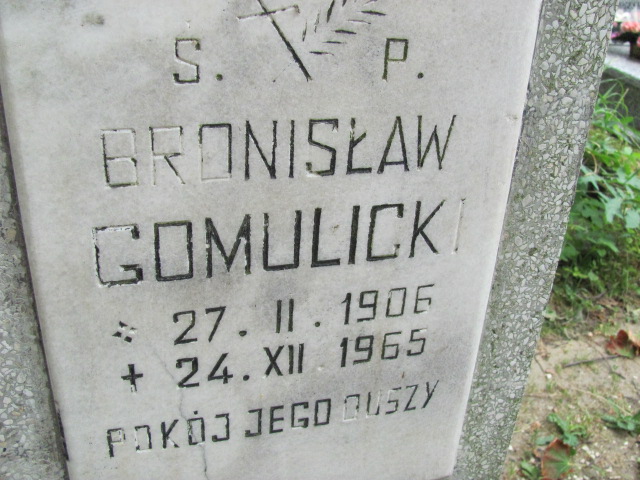 Ś. P.
BRONISŁAW
GOMULICKI
* 27. II. 1906
+ 24. XII 1965
POKÓJ JEGO DUSZY